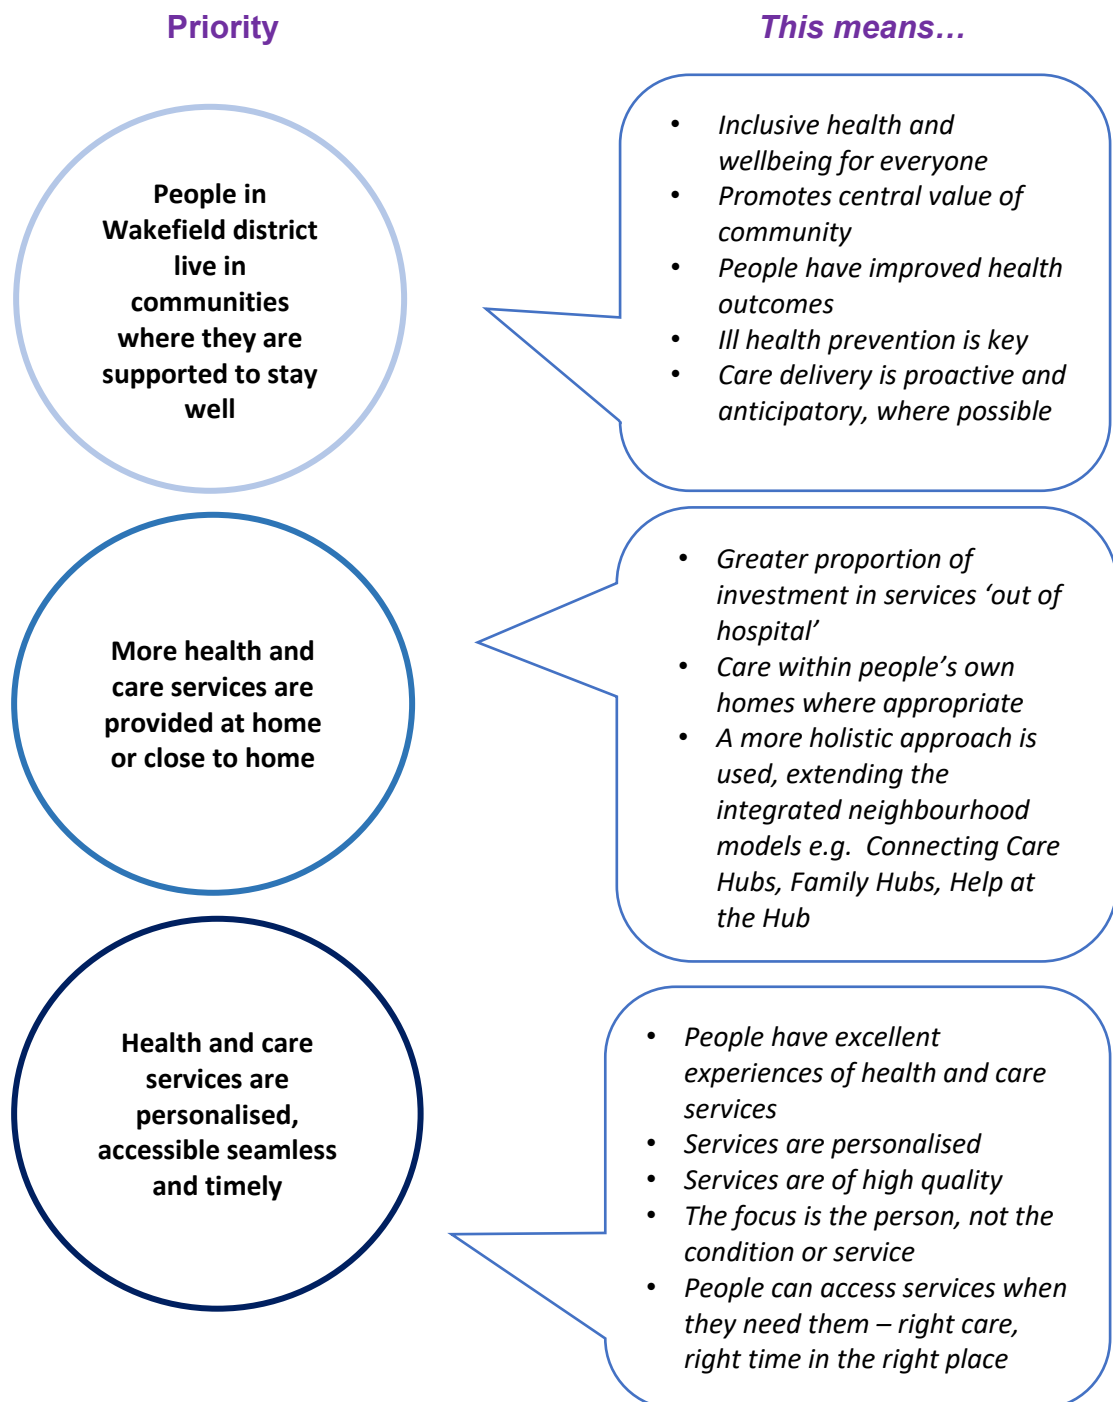 Priority
This means…
People in
Wakefield district
live in
communities
where they are
supported to stay
well
• Inclusive health and
wellbeing for everyone
• Promotes central value of
community
• People have improved health
outcomes
• Ill health prevention is key
• Care delivery is proactive and
anticipatory, where possible
More health and
care services are
provided at home
or close to home
• Greater proportion of
investment in services ‘out of
hospital’
• Care within people’s own
homes where appropriate
• A more holistic approach is
used, extending the
integrated neighbourhood
models e.g. Connecting Care
Hubs, Family Hubs, Help at
the Hub
Health and care
services are
personalised,
accessible seamless
and timely
• People have excellent
experiences of health and care
services
• Services are personalised
• Services are of high quality
• The focus is the person, not the
condition or service
• People can access services when
they need them – right care,
right time in the right place